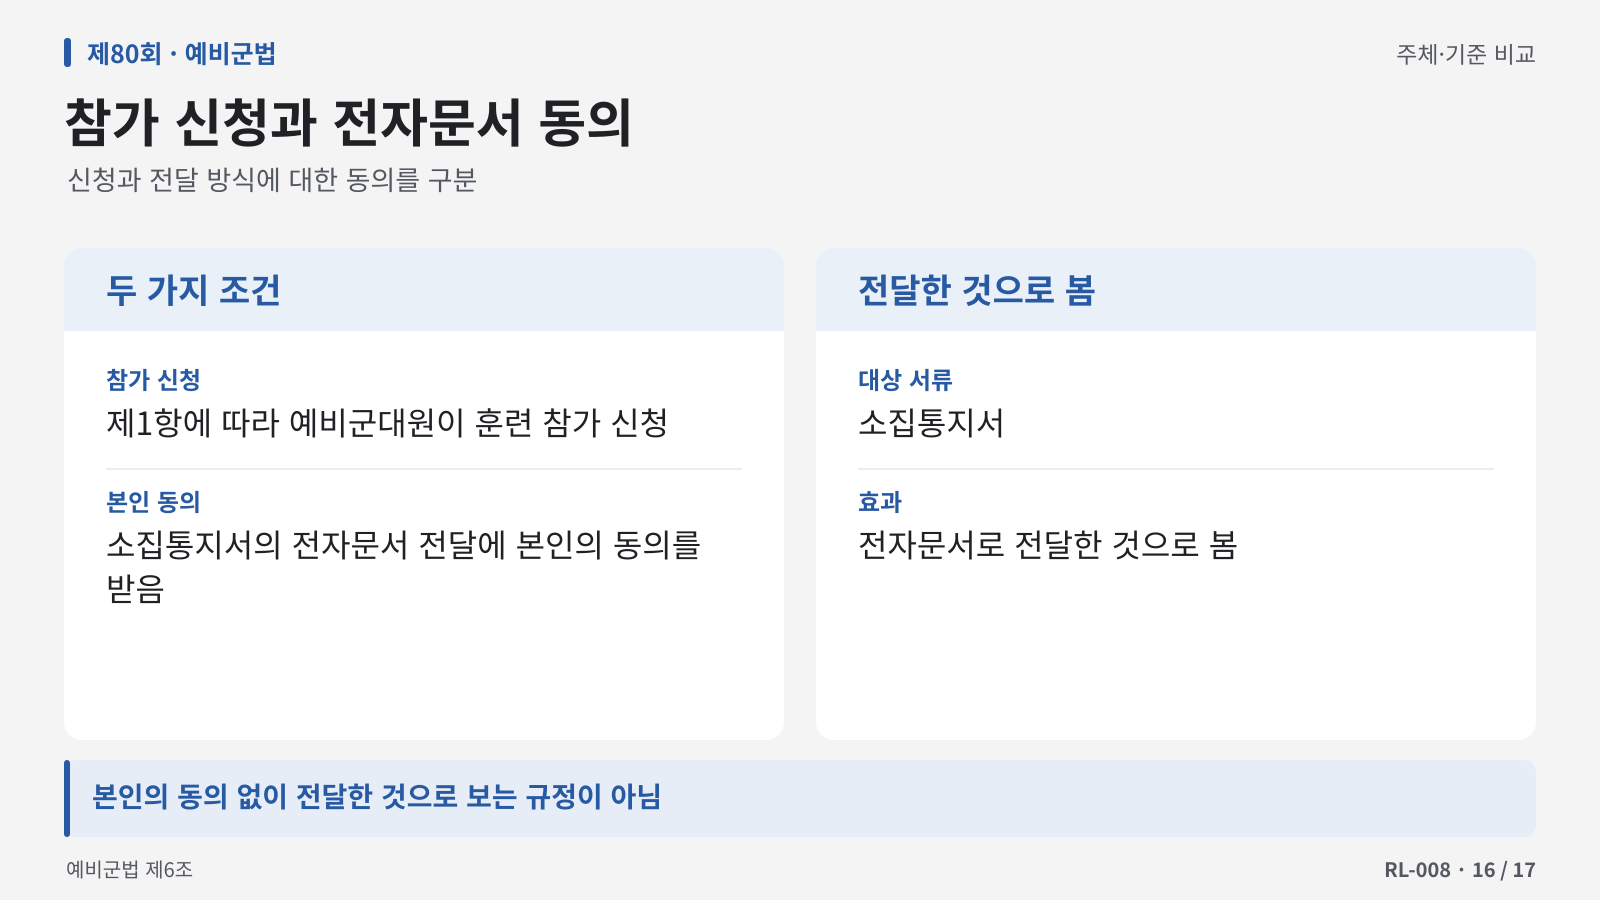 제80회 · 예비군법
주체·기준 비교
참가 신청과 전자문서 동의
신청과 전달 방식에 대한 동의를 구분
두 가지 조건
참가 신청
제1항에 따라 예비군대원이 훈련 참가 신청
본인 동의
소집통지서의 전자문서 전달에 본인의 동의를
받음
전달한 것으로 봄
대상 서류
소집통지서
효과
전자문서로 전달한 것으로 봄
본인의 동의 없이 전달한 것으로 보는 규정이 아님
예비군법 제6조
RL-008 · 16 / 17